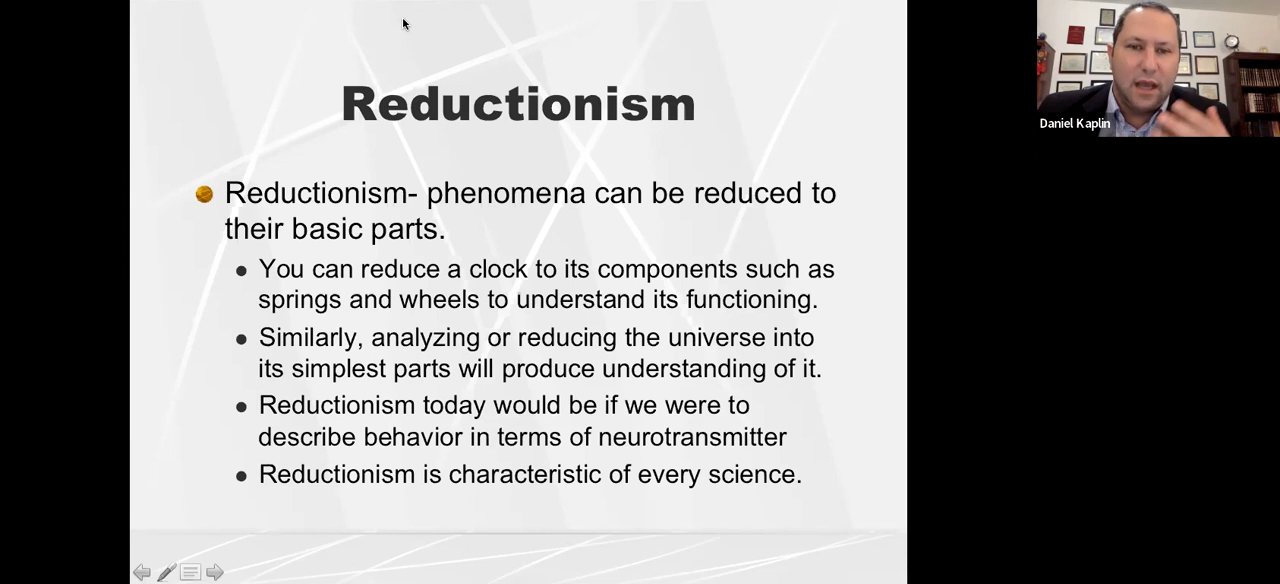 Reductionism
Reductionism- phenomena can be reduced to
their basic parts.
You can reduce a clock to its components such as
springs and wheels to understand its functioning.
Similarly, analyzing or reducing the universe into
its simplest parts will produce understanding of it.
Reductionism today would be if we were to
describe behavior in terms of neurotransmitter
Reductionism is characteristic of every science.
Daniel Kaplin